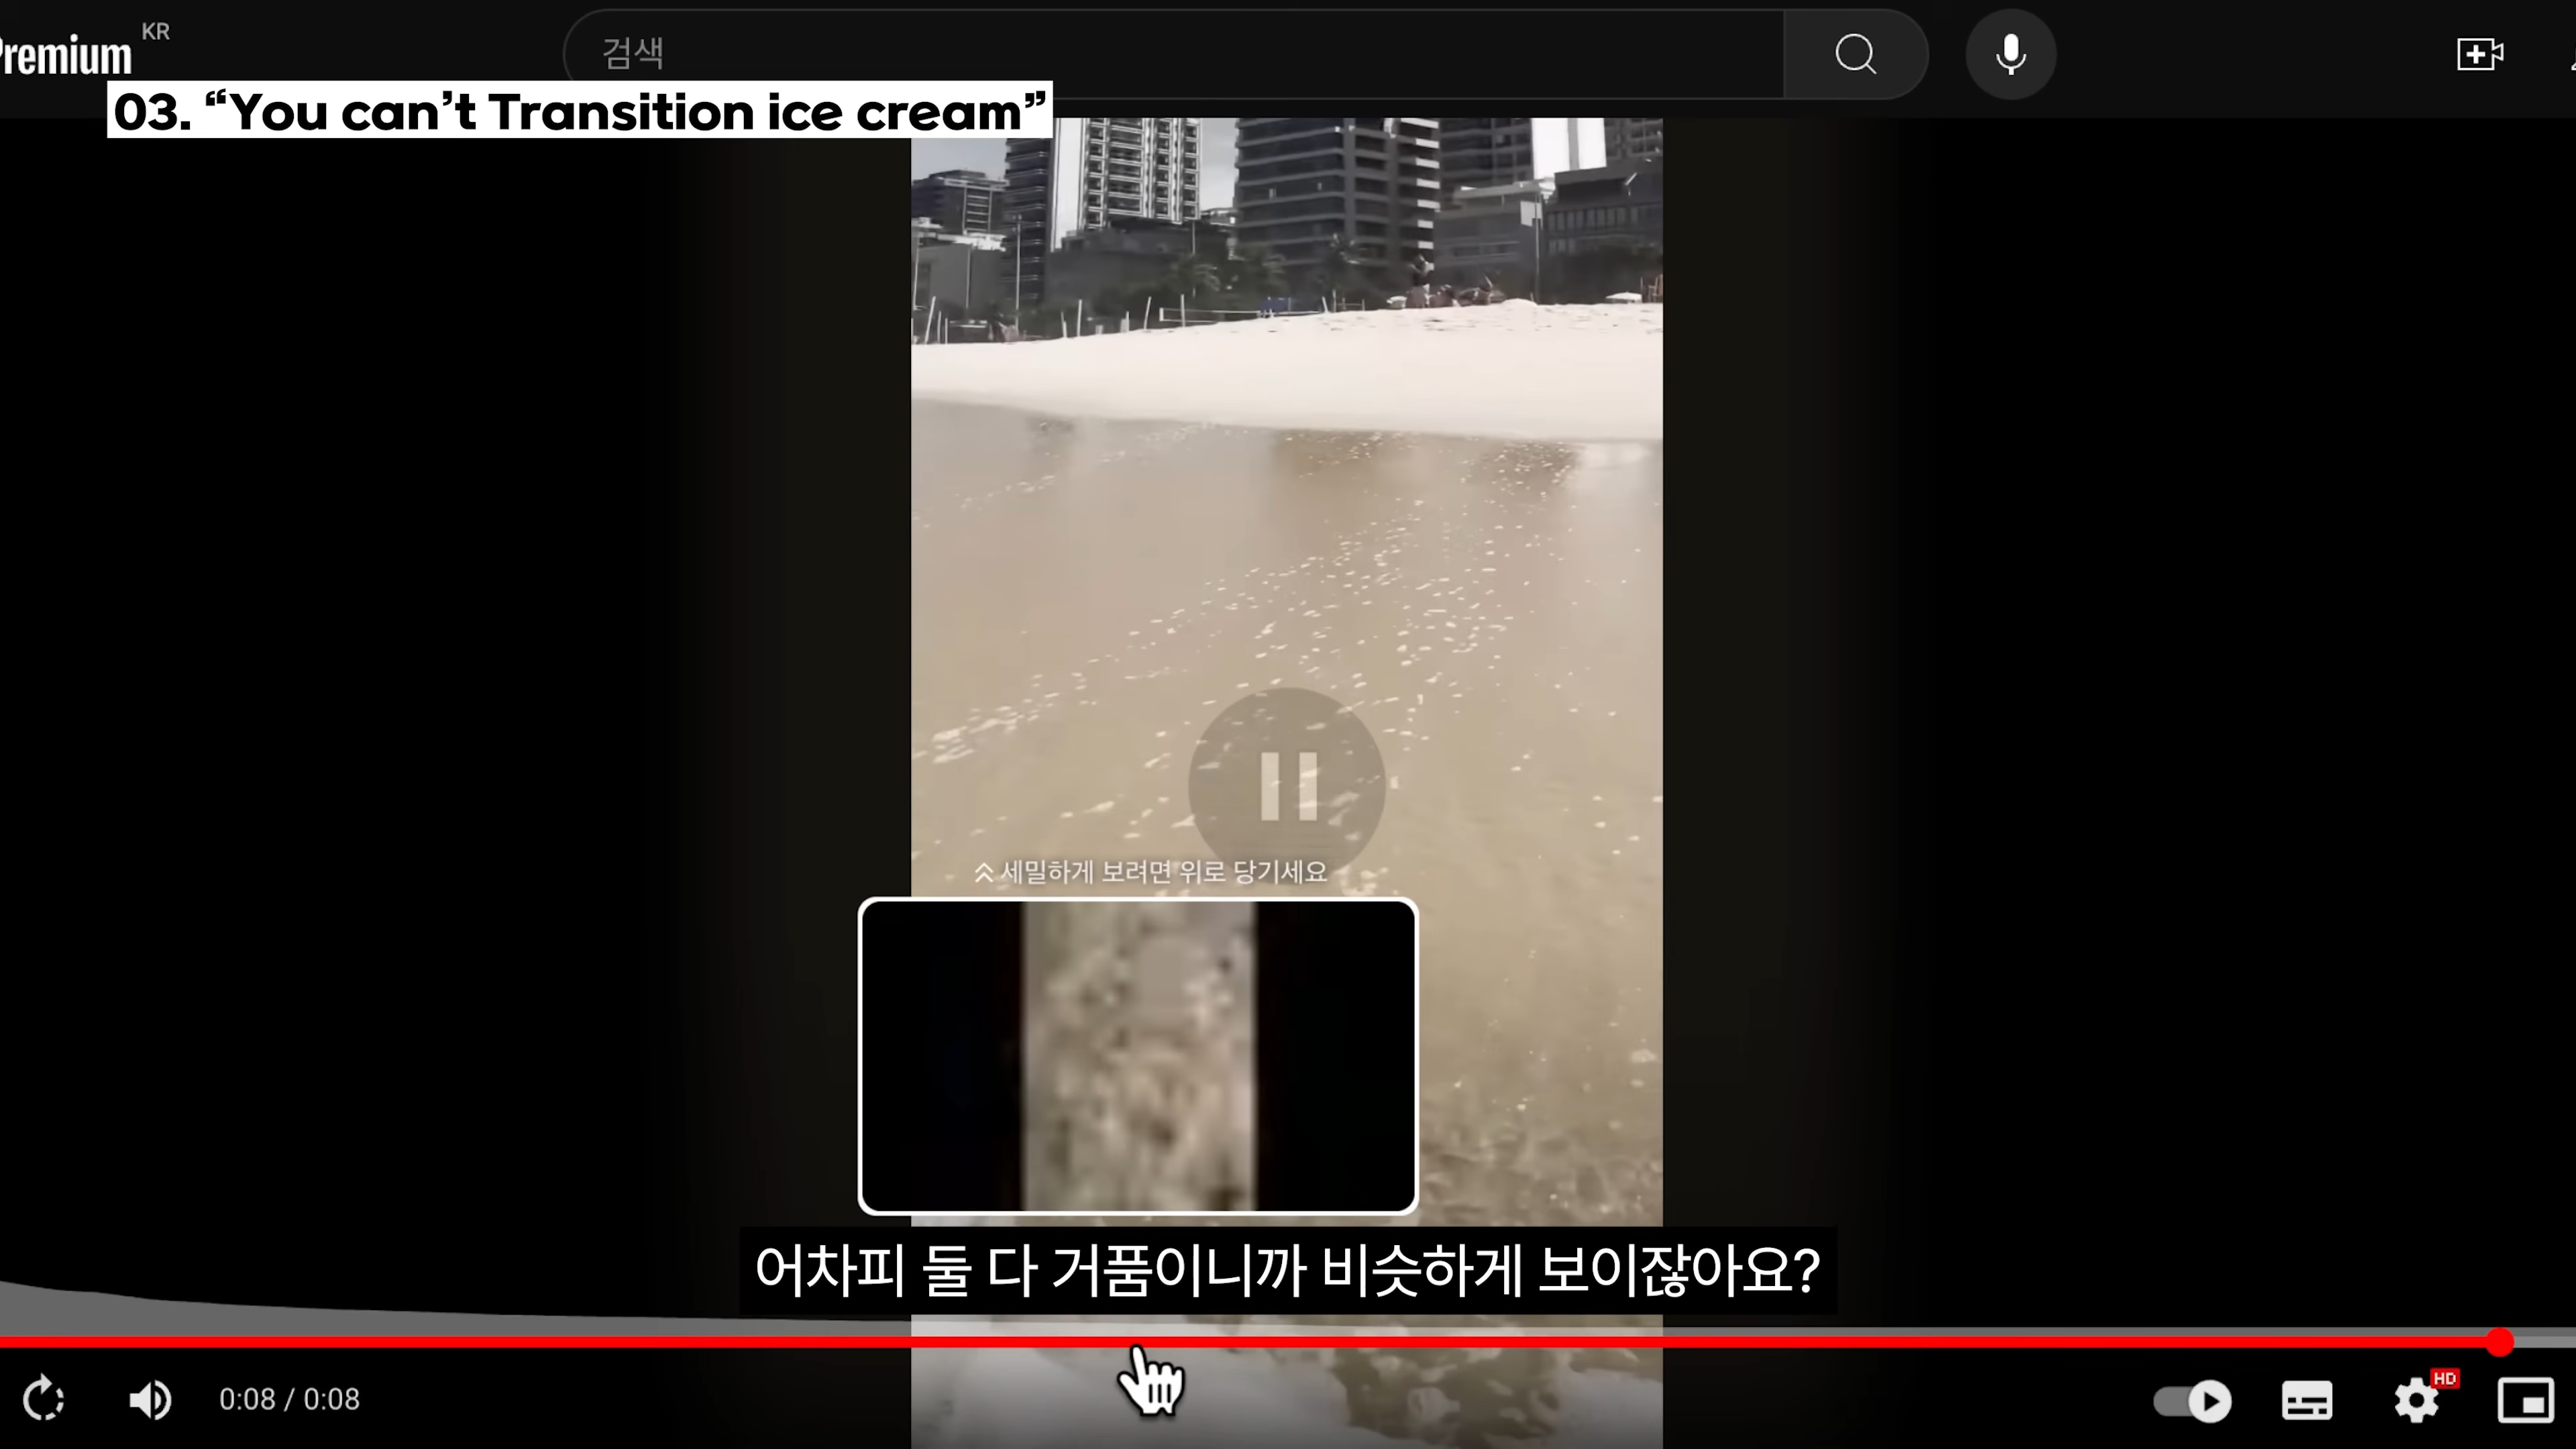 Premium KR
검색
03. “You can’t Transition ice cream”
세밀하게 보려면 위로 당기세요
어차피 둘 다 거품이니까 비슷하게 보이잖아요?
0:08 / 0:08
HD